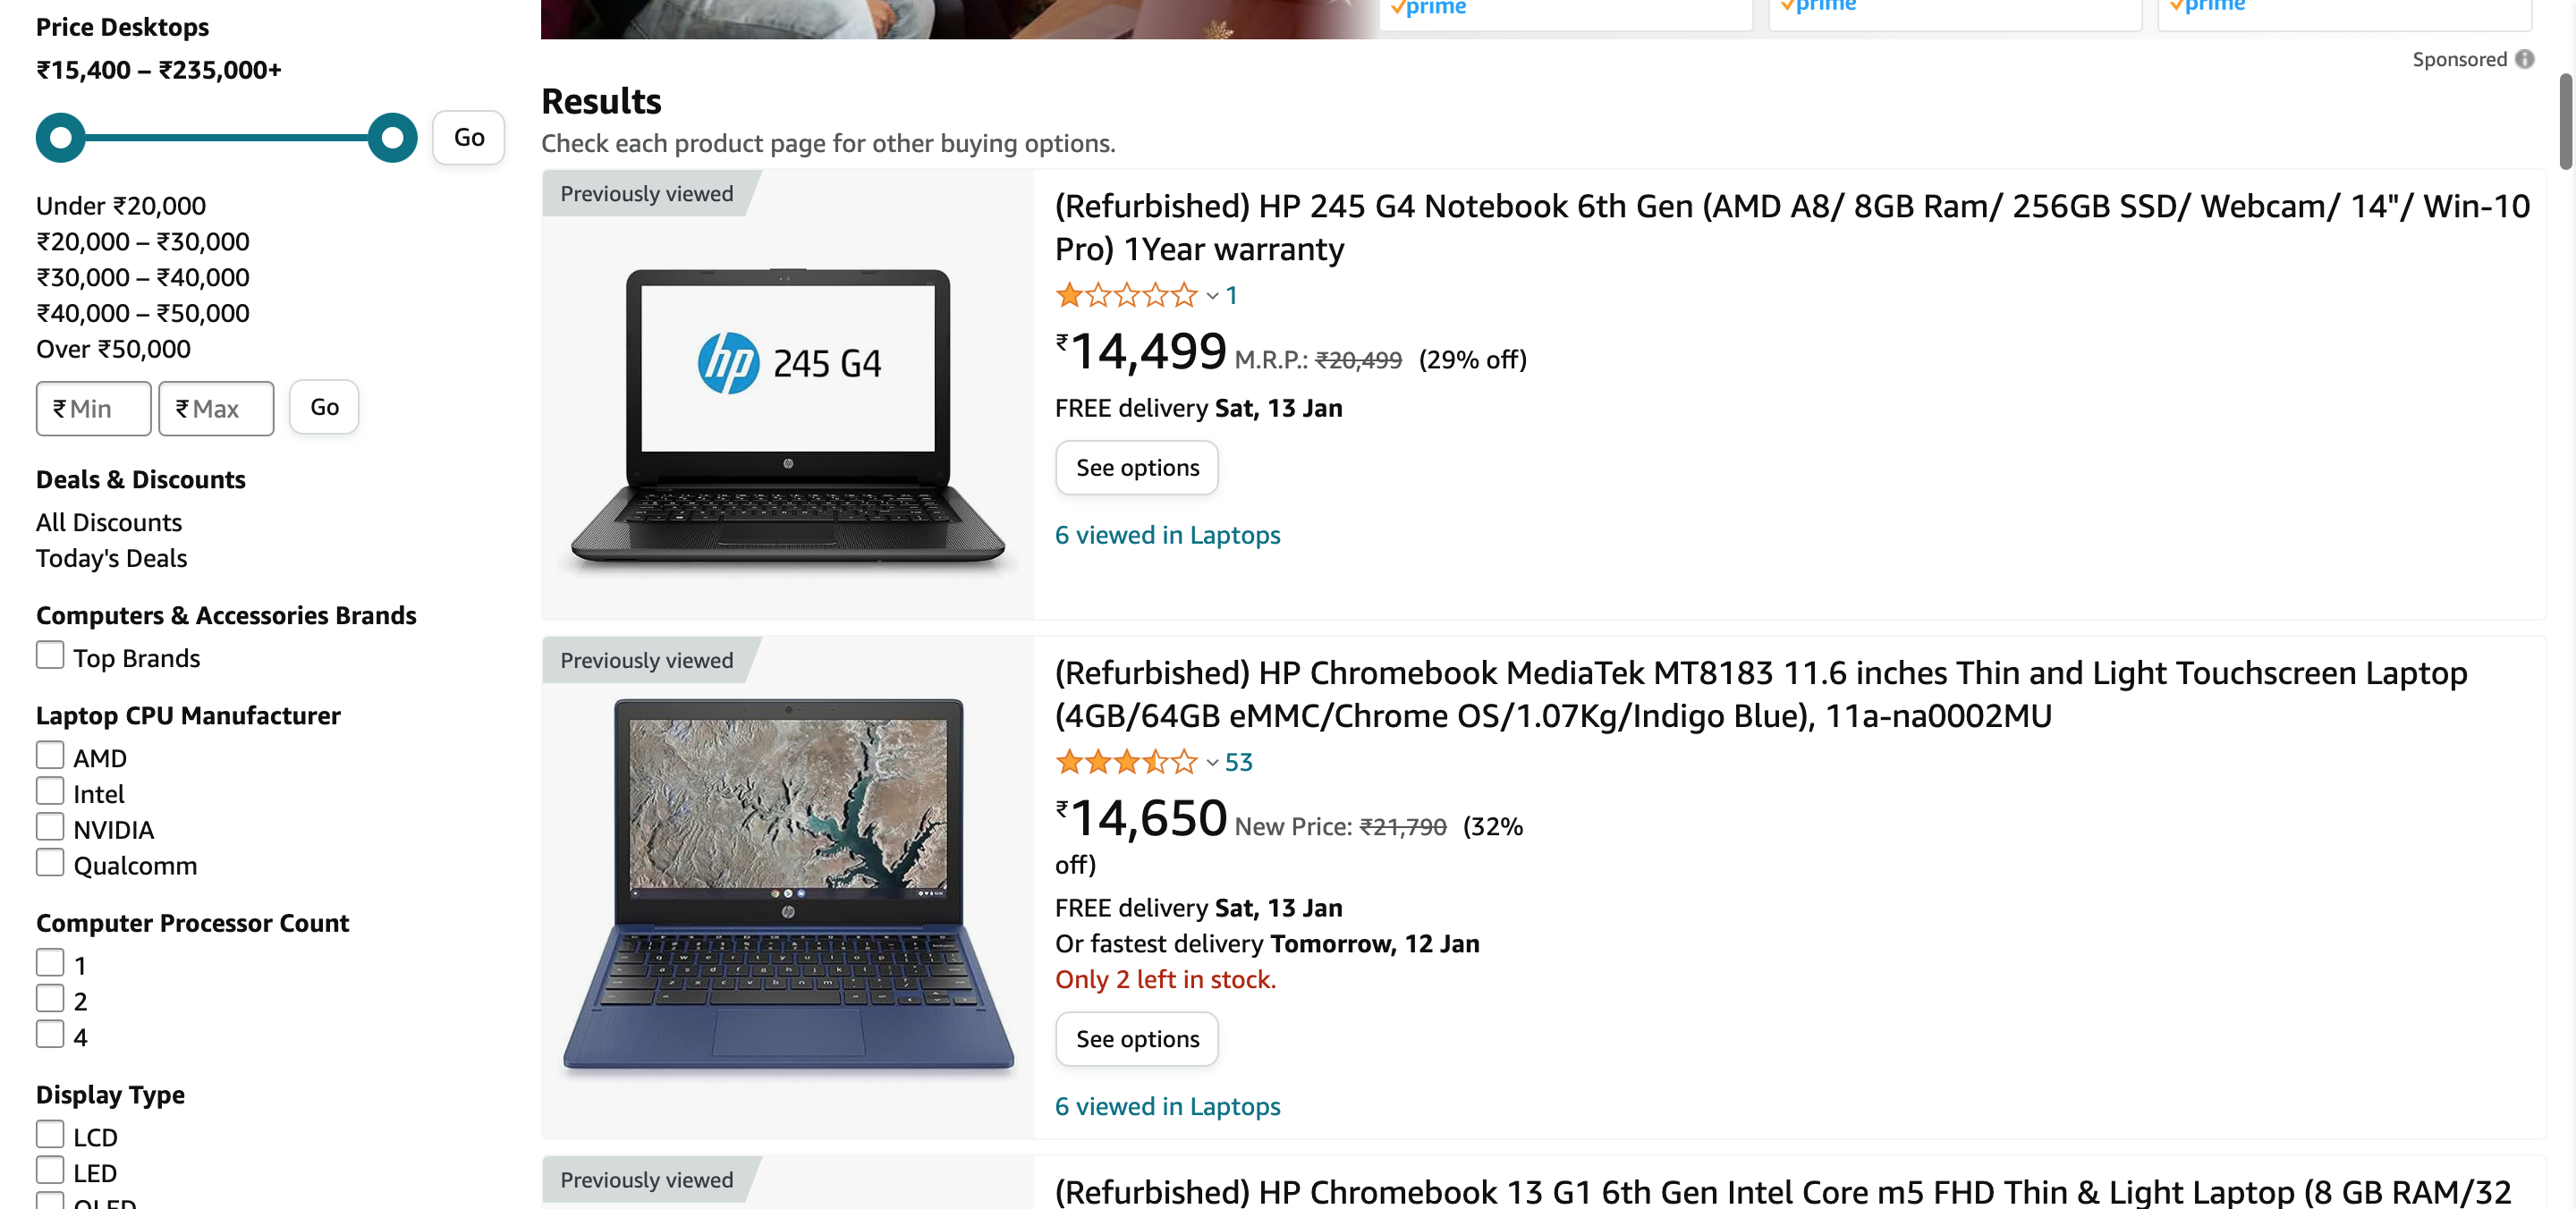 Price Desktops
₹15,400 – ₹235,000+
Go
Under ₹20,000
₹20,000 – ₹30,000
₹30,000 – ₹40,000
₹40,000 – ₹50,000
Over ₹50,000
₹ Min
₹ Max
Go
Deals & Discounts
All Discounts
Today's Deals
Computers & Accessories Brands
Top Brands
Laptop CPU Manufacturer
AMD
Intel
NVIDIA
Qualcomm
Computer Processor Count
1
2
4
Display Type
LCD
LED
OLED
prime
prime
prime
Sponsored
Results
Check each product page for other buying options.
Previously viewed
hp 245 G4
(Refurbished) HP 245 G4 Notebook 6th Gen (AMD A8/ 8GB Ram/ 256GB SSD/ Webcam/ 14"/ Win-10
Pro) 1Year warranty
1
₹14,499 M.R.P.: ₹20,499 (29% off)
FREE delivery Sat, 13 Jan
See options
6 viewed in Laptops
Previously viewed
(Refurbished) HP Chromebook MediaTek MT8183 11.6 inches Thin and Light Touchscreen Laptop
(4GB/64GB eMMC/Chrome OS/1.07Kg/Indigo Blue), 11a-na0002MU
53
₹14,650 New Price: ₹21,790 (32%
off)
FREE delivery Sat, 13 Jan
Or fastest delivery Tomorrow, 12 Jan
Only 2 left in stock.
See options
6 viewed in Laptops
Previously viewed
(Refurbished) HP Chromebook 13 G1 6th Gen Intel Core m5 FHD Thin & Light Laptop (8 GB RAM/32